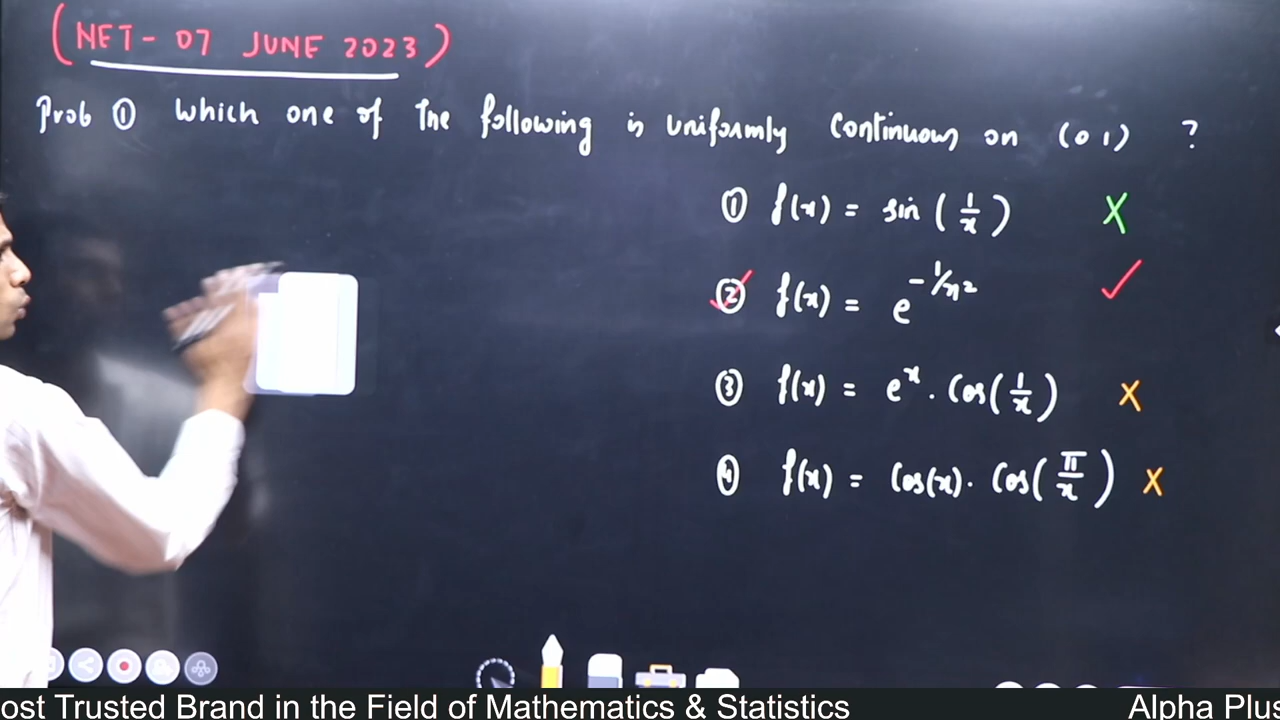 (NET - 07 JUNE 2023)
Prob ① Which one of the following is uniformly continuous on (0 1) ?
① f(x) = sin (1/x) X
② f(x) = e^{-1/x²} ✓
③ f(x) = e^x . Cos(1/x) X
④ f(x) = Cos(x) . Cos(π/x) X
ost Trusted Brand in the Field of Mathematics & Statistics
Alpha Plus